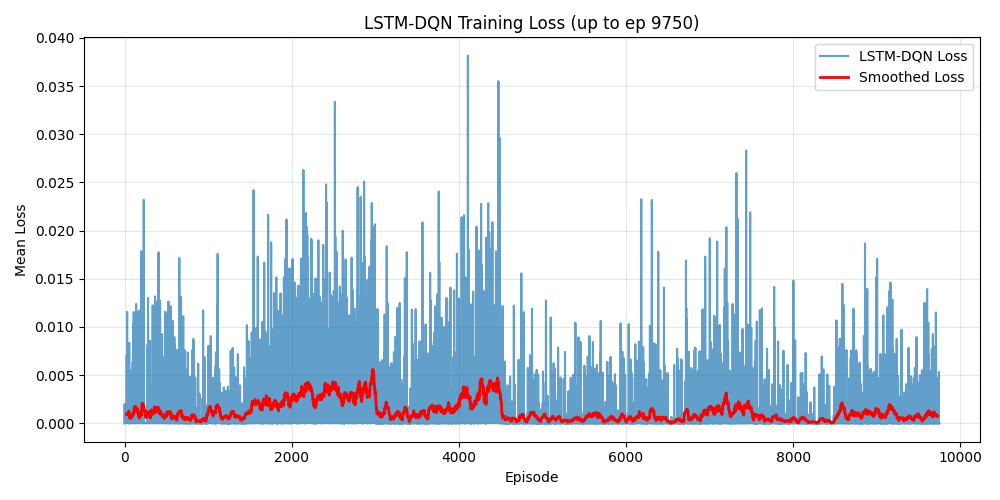 LSTM-DQN Training Loss (up to ep 9750)
LSTM-DQN Loss
Smoothed Loss
Mean Loss
0.040
0.035
0.030
0.025
0.020
0.015
0.010
0.005
0.000
0 2000 4000 6000 8000 10000
Episode